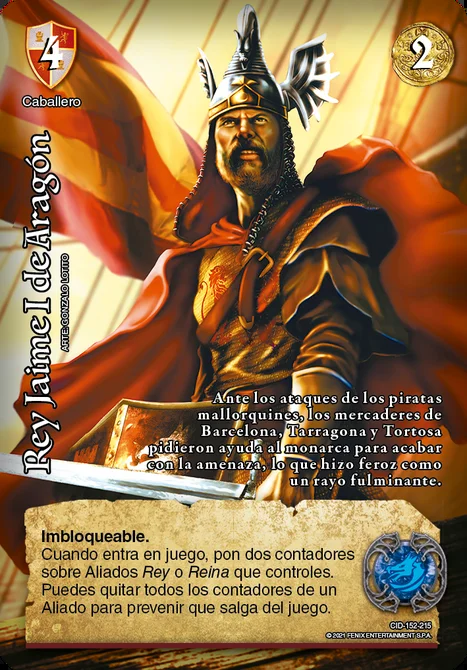 4
2
Caballero
Rey Jaime I de Aragón
ARTE: GONZALO LOTITO
Ante los ataques de los piratas
mallorquines, los mercaderes de
Barcelona, Tarragona y Tortosa
pidieron ayuda al monarca para acabar
con la amenaza, lo que hizo feroz como
un rayo fulminante.
Imbloqueable.
Cuando entra en juego, pon dos contadores
sobre Aliados Rey o Reina que controles.
Puedes quitar todos los contadores de un
Aliado para prevenir que salga del juego.
CID-152-215
© 2021 FENIX ENTERTAINMENT S.P.A.